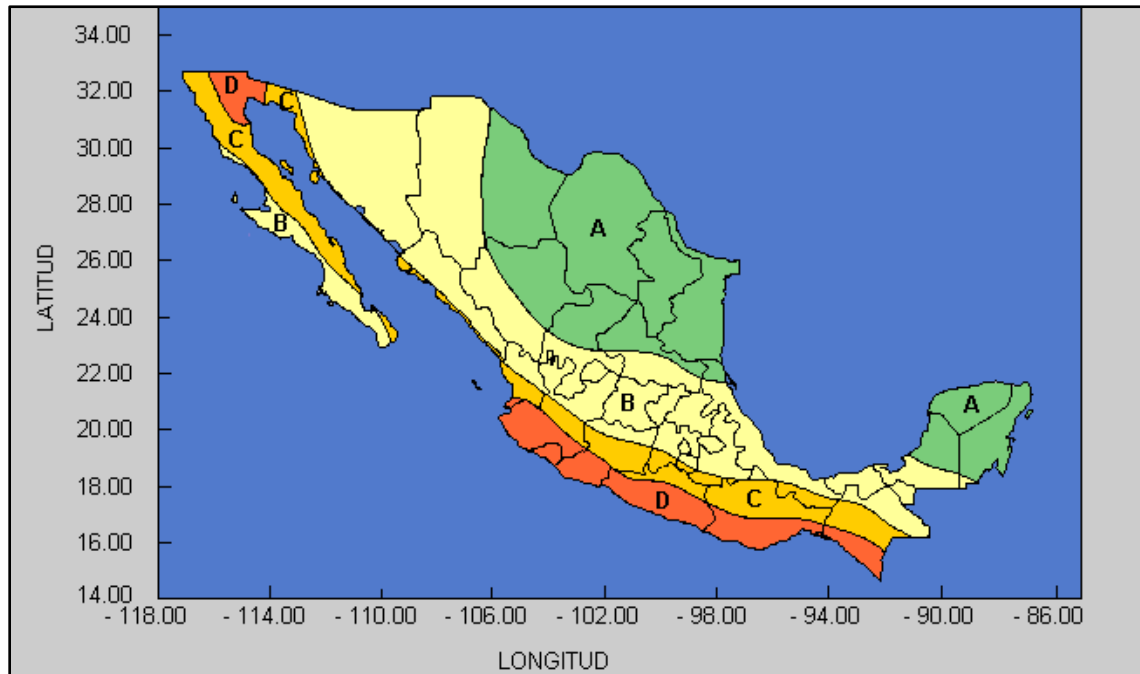 34.00
32.00
30.00
28.00
26.00
24.00
22.00
20.00
18.00
16.00
14.00
LATITUD
D
C
C
B
A
A
B
C
D
- 118.00 - 114.00 - 110.00 - 106.00 - 102.00 - 98.00 - 94.00 - 90.00 - 86.00
LONGITUD